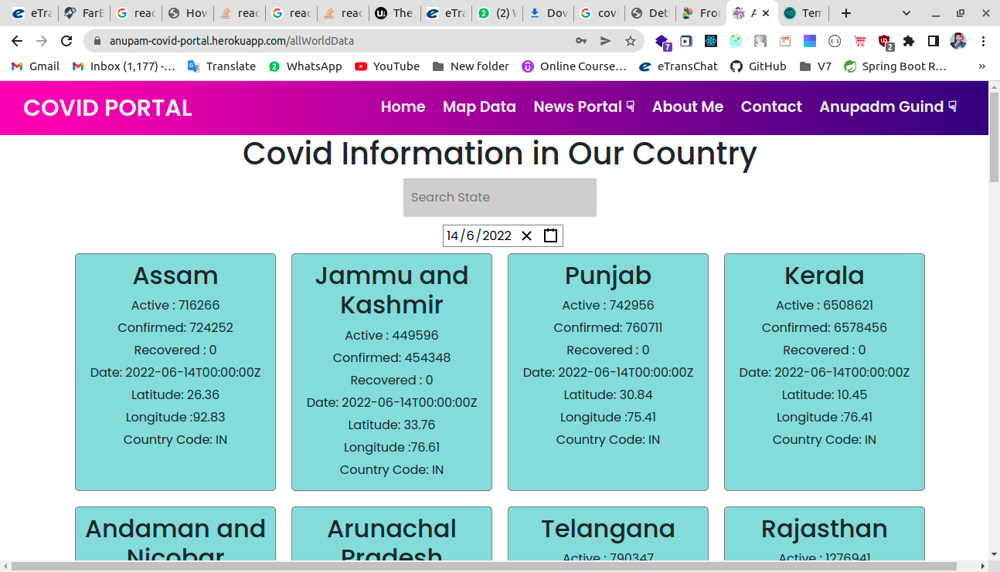 eTra FarE reac Hov reac reac reac The eTra (2) W Dov covi Det Fron A Tem
anupam-covid-portal.herokuapp.com/allWorldData
7 2
Gmail Inbox (1,177) -... Translate WhatsApp YouTube New folder Online Course... eTransChat GitHub V7 Spring Boot R... »
COVID PORTAL Home Map Data News Portal ☟ About Me Contact Anupadm Guind ☟
Covid Information in Our Country
Search State
14/6/2022
Assam
Active : 716266
Confirmed: 724252
Recovered : 0
Date: 2022-06-14T00:00:00Z
Latitude: 26.36
Longitude :92.83
Country Code: IN
Jammu and
Kashmir
Active : 449596
Confirmed: 454348
Recovered : 0
Date: 2022-06-14T00:00:00Z
Latitude: 33.76
Longitude :76.61
Country Code: IN
Punjab
Active : 742956
Confirmed: 760711
Recovered : 0
Date: 2022-06-14T00:00:00Z
Latitude: 30.84
Longitude :75.41
Country Code: IN
Kerala
Active : 6508621
Confirmed: 6578456
Recovered : 0
Date: 2022-06-14T00:00:00Z
Latitude: 10.45
Longitude :76.41
Country Code: IN
Andaman and
Nicobar
Arunachal
Pradesh
Telangana
Active : 790347
Rajasthan
Active : 1276941